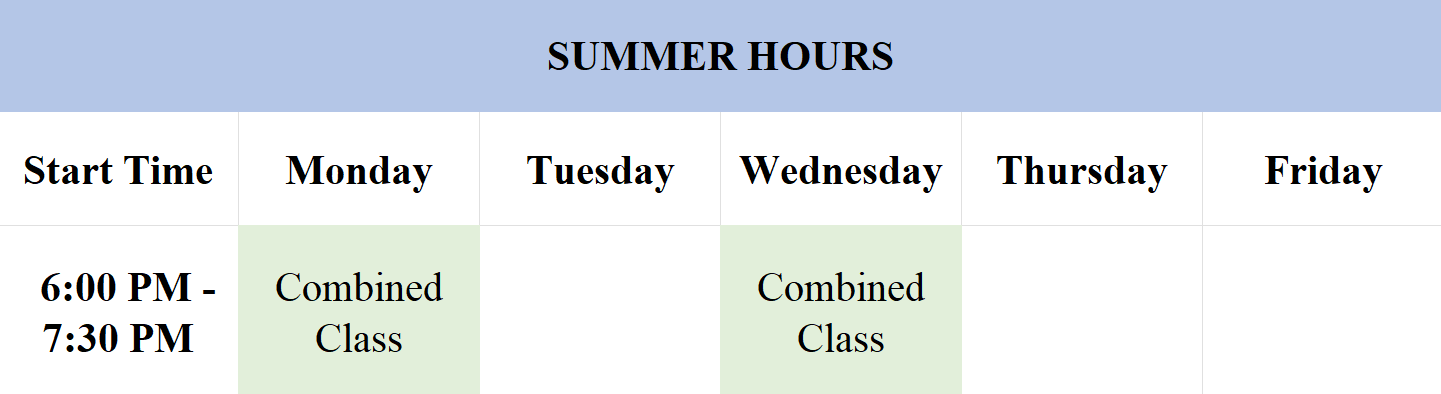 SUMMER HOURS
Start Time Monday Tuesday Wednesday Thursday Friday
6:00 PM - Combined Combined
7:30 PM Class Class